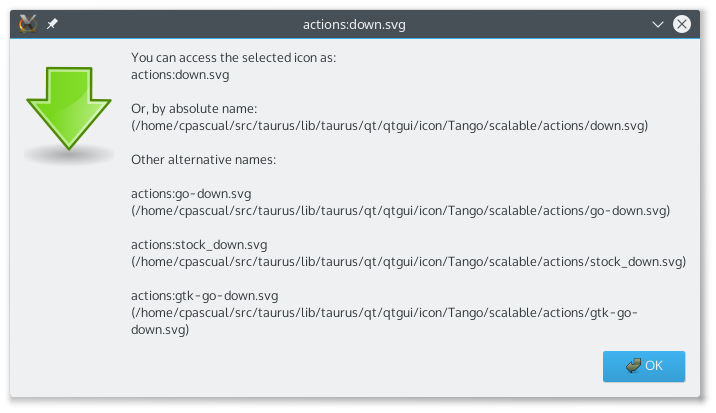 actions:down.svg
You can access the selected icon as:
actions:down.svg
Or, by absolute name:
(/home/cpascual/src/taurus/lib/taurus/qt/qtgui/icon/Tango/scalable/actions/down.svg)
Other alternative names:
actions:go-down.svg
(/home/cpascual/src/taurus/lib/taurus/qt/qtgui/icon/Tango/scalable/actions/go-down.svg)
actions:stock_down.svg
(/home/cpascual/src/taurus/lib/taurus/qt/qtgui/icon/Tango/scalable/actions/stock_down.svg)
actions:gtk-go-down.svg
(/home/cpascual/src/taurus/lib/taurus/qt/qtgui/icon/Tango/scalable/actions/gtk-go-
down.svg)
OK